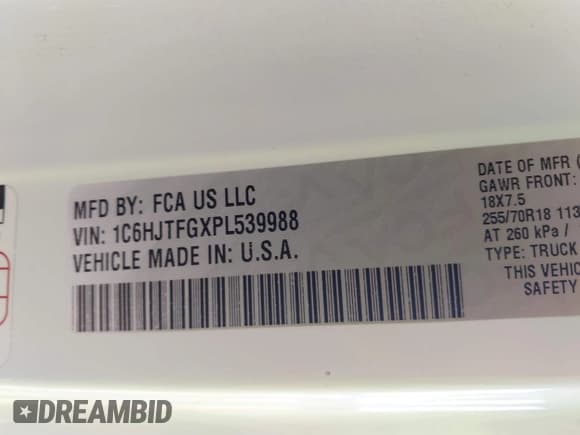 MFD BY: FCA US LLC
VIN: 1C6HJTFGXPL539988
VEHICLE MADE IN: U.S.A.
DATE OF MFR (
GAWR FRONT:
18X7.5
255/70R18 113
AT 260 kPa /
TYPE: TRUCK
THIS VEHIC
SAFETY
DREAMBID